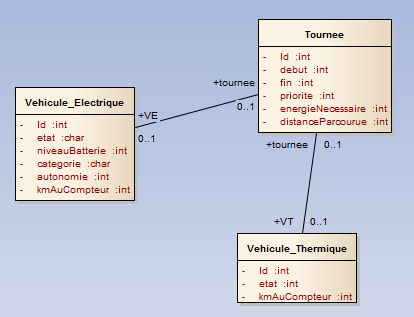 Tournee
- Id :int
- debut :int
- fin :int
- priorite :int
- energieNecessaire :int
- distanceParcourue :int
+tournee
0..1
Vehicule_Electrique
- Id :int
- etat :char
- niveauBatterie :int
- categorie :char
- autonomie :int
- kmAuCompteur :int
+VE
0..1
+tournee 0..1
+VT 0..1
Vehicule_Thermique
- Id :int
- etat :int
- kmAuCompteur :int